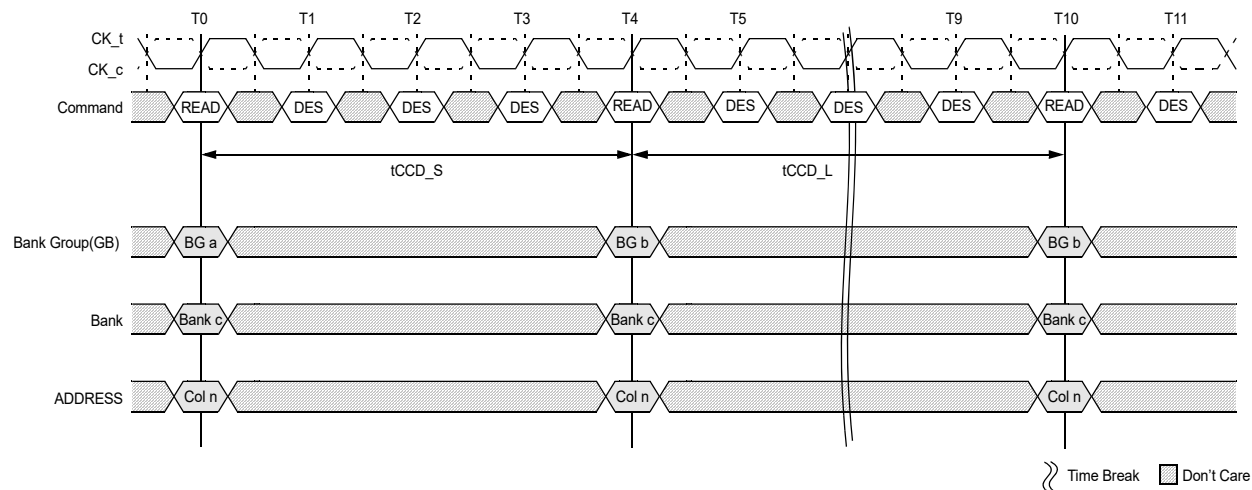 T0 T1 T2 T3 T4 T5 T9 T10 T11
CK_t
CK_c
Command READ DES DES DES READ DES DES DES READ DES
tCCD_S tCCD_L
Bank Group(GB) BG a BG b BG b
Bank Bank c Bank c Bank c
ADDRESS Col n Col n Col n
Time Break Don't Care